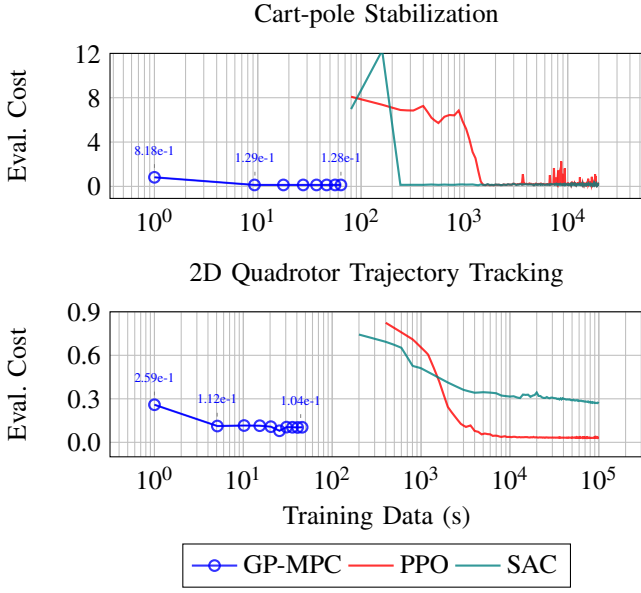 Cart-pole Stabilization
Eval. Cost
12
8
4
0
8.18e-1
1.29e-1
1.28e-1
10^0
10^1
10^2
10^3
10^4
2D Quadrotor Trajectory Tracking
Eval. Cost
0.9
0.6
0.3
0.0
2.59e-1
1.12e-1
1.04e-1
10^0
10^1
10^2
10^3
10^4
10^5
Training Data (s)
GP-MPC PPO SAC